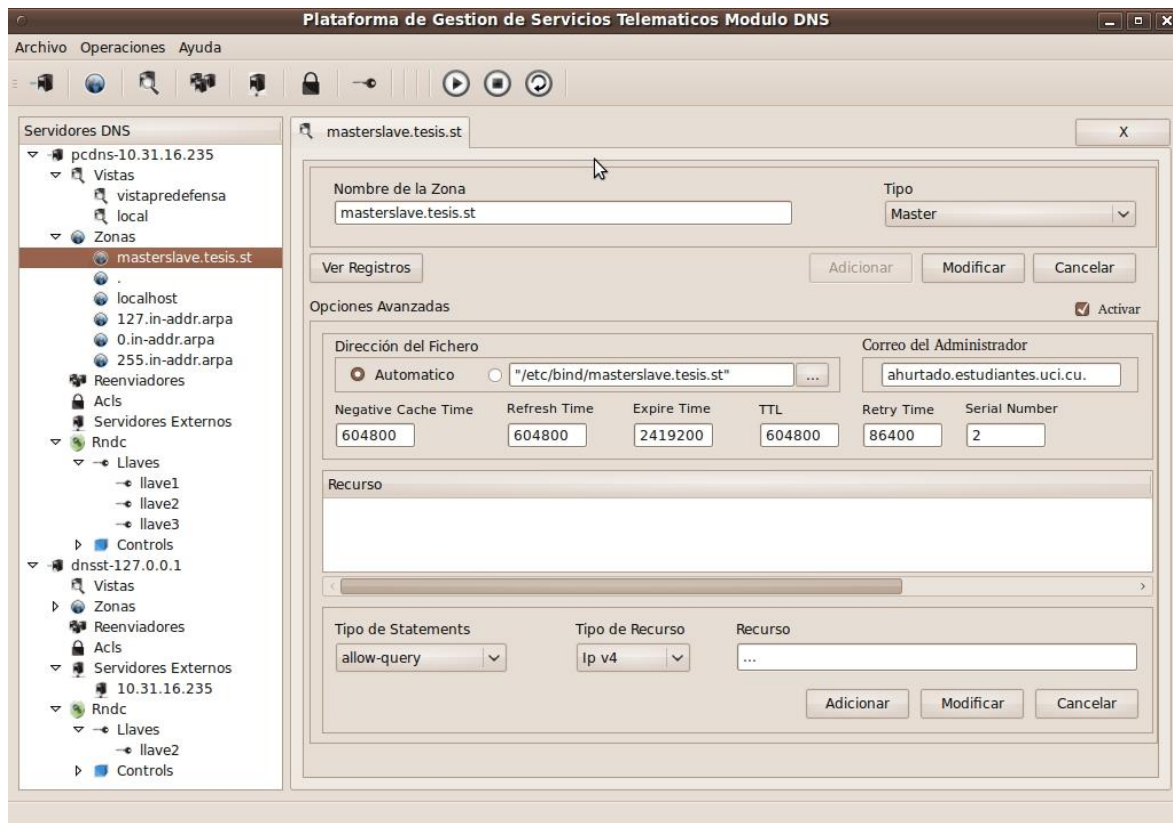 Plataforma de Gestion de Servicios Telematicos Modulo DNS
Archivo Operaciones Ayuda
Servidores DNS
pcdns-10.31.16.235
Vistas
vistapredefensa
local
Zonas
masterslave.tesis.st
.
localhost
127.in-addr.arpa
0.in-addr.arpa
255.in-addr.arpa
Reenviadores
Acls
Servidores Externos
Rndc
Llaves
llave1
llave2
llave3
Controls
dnsst-127.0.0.1
Vistas
Zonas
Reenviadores
Acls
Servidores Externos
10.31.16.235
Rndc
Llaves
llave2
Controls
masterslave.tesis.st X
Nombre de la Zona Tipo
masterslave.tesis.st Master
Ver Registros Adicionar Modificar Cancelar
Opciones Avanzadas Activar
Dirección del Fichero Correo del Administrador
Automatico "/etc/bind/masterslave.tesis.st" ... ahurtado.estudiantes.uci.cu.
Negative Cache Time Refresh Time Expire Time TTL Retry Time Serial Number
604800 604800 2419200 604800 86400 2
Recurso
Tipo de Statements Tipo de Recurso Recurso
allow-query Ip v4 ...
Adicionar Modificar Cancelar